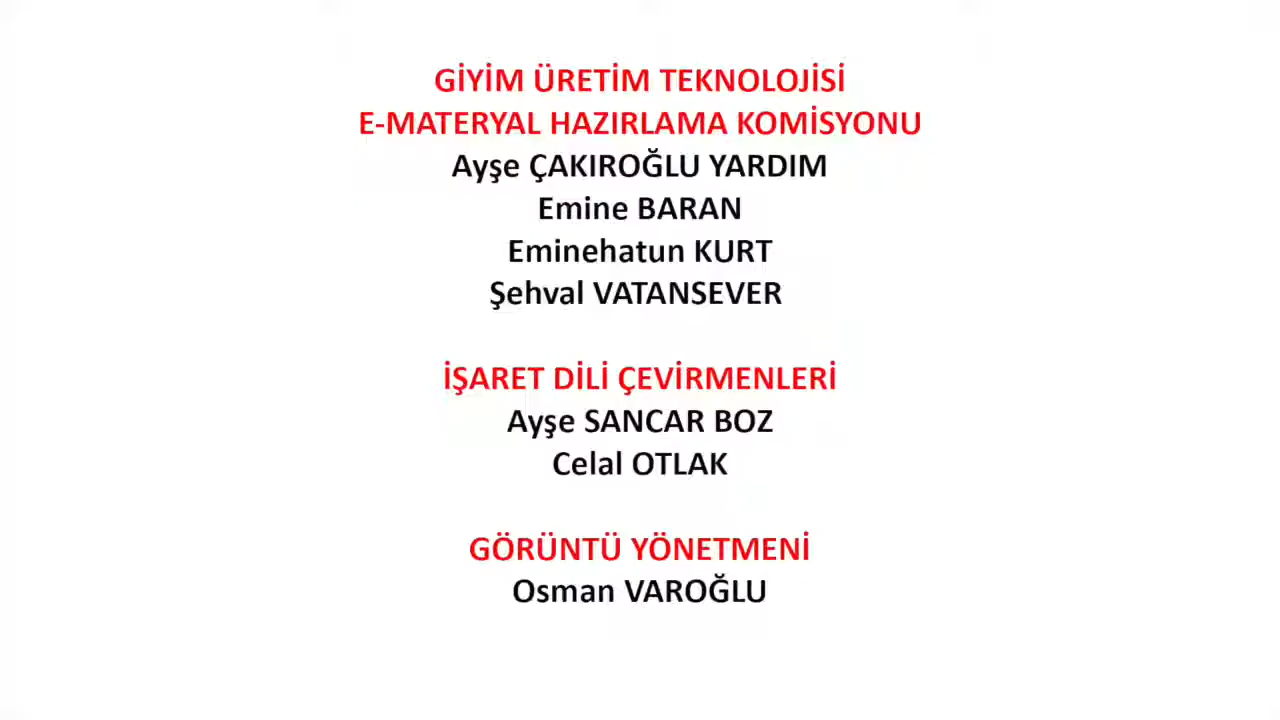 GİYİM ÜRETİM TEKNOLOJİSİ
E-MATERYAL HAZIRLAMA KOMİSYONU
Ayşe ÇAKIROĞLU YARDIM
Emine BARAN
Eminehatun KURT
Şehval VATANSEVER
İŞARET DİLİ ÇEVİRMENLERİ
Ayşe SANCAR BOZ
Celal OTLAK
GÖRÜNTÜ YÖNETMENİ
Osman VAROĞLU